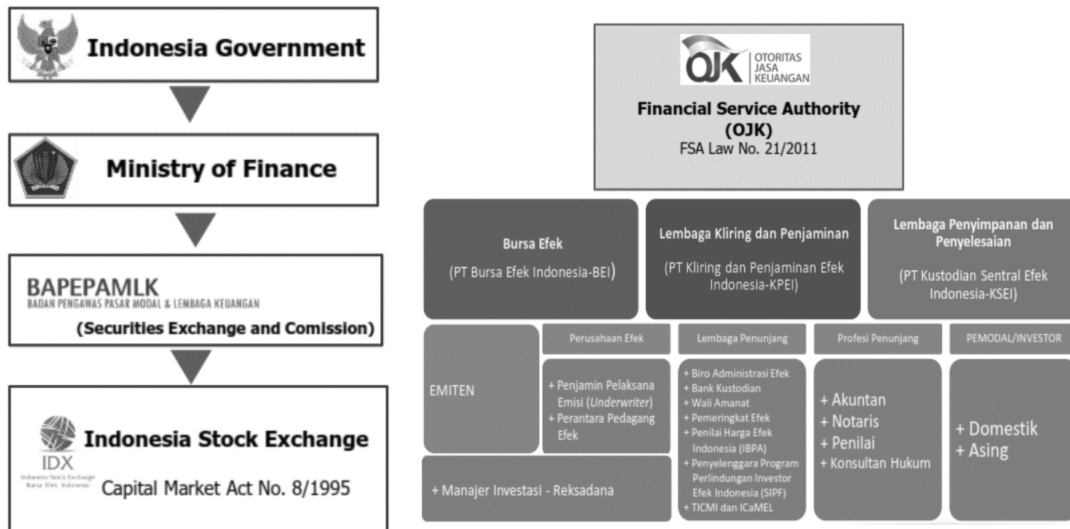 Indonesia Government
Ministry of Finance
BAPEPAMLK
BADAN PENGAWAS PASAR MODAL & LEMBAGA KEUANGAN
(Securities Exchange and Comission)
IDX
Indonesia Stock Exchange
Bursa Efek Indonesia
Indonesia Stock Exchange
Capital Market Act No. 8/1995
OJK
OTORITAS
JASA
KEUANGAN
Financial Service Authority
(OJK)
FSA Law No. 21/2011
Bursa Efek
(PT Bursa Efek Indonesia-BEI)
Lembaga Kliring dan Penjaminan
(PT Kliring dan Penjaminan Efek
Indonesia-KPEI)
Lembaga Penyimpanan dan
Penyelesaian
(PT Kustodian Sentral Efek
Indonesia-KSEI)
EMITEN
Perusahaan Efek
+ Penjamin Pelaksana
Emisi (Underwriter)
+ Perantara Pedagang
Efek
+ Manajer Investasi - Reksadana
Lembaga Penunjang
+ Biro Administrasi Efek
+ Bank Kustodian
+ Wali Amanat
+ Pemeringkat Efek
+ Penilai Harga Efek
Indonesia (IBPA)
+ Penyelenggara Program
Perlindungan Investor
Efek Indonesia (SIPF)
+ TICMI dan ICaMEL
Profesi Penunjang
+ Akuntan
+ Notaris
+ Penilai
+ Konsultan Hukum
PEMODAL/INVESTOR
+ Domestik
+ Asing